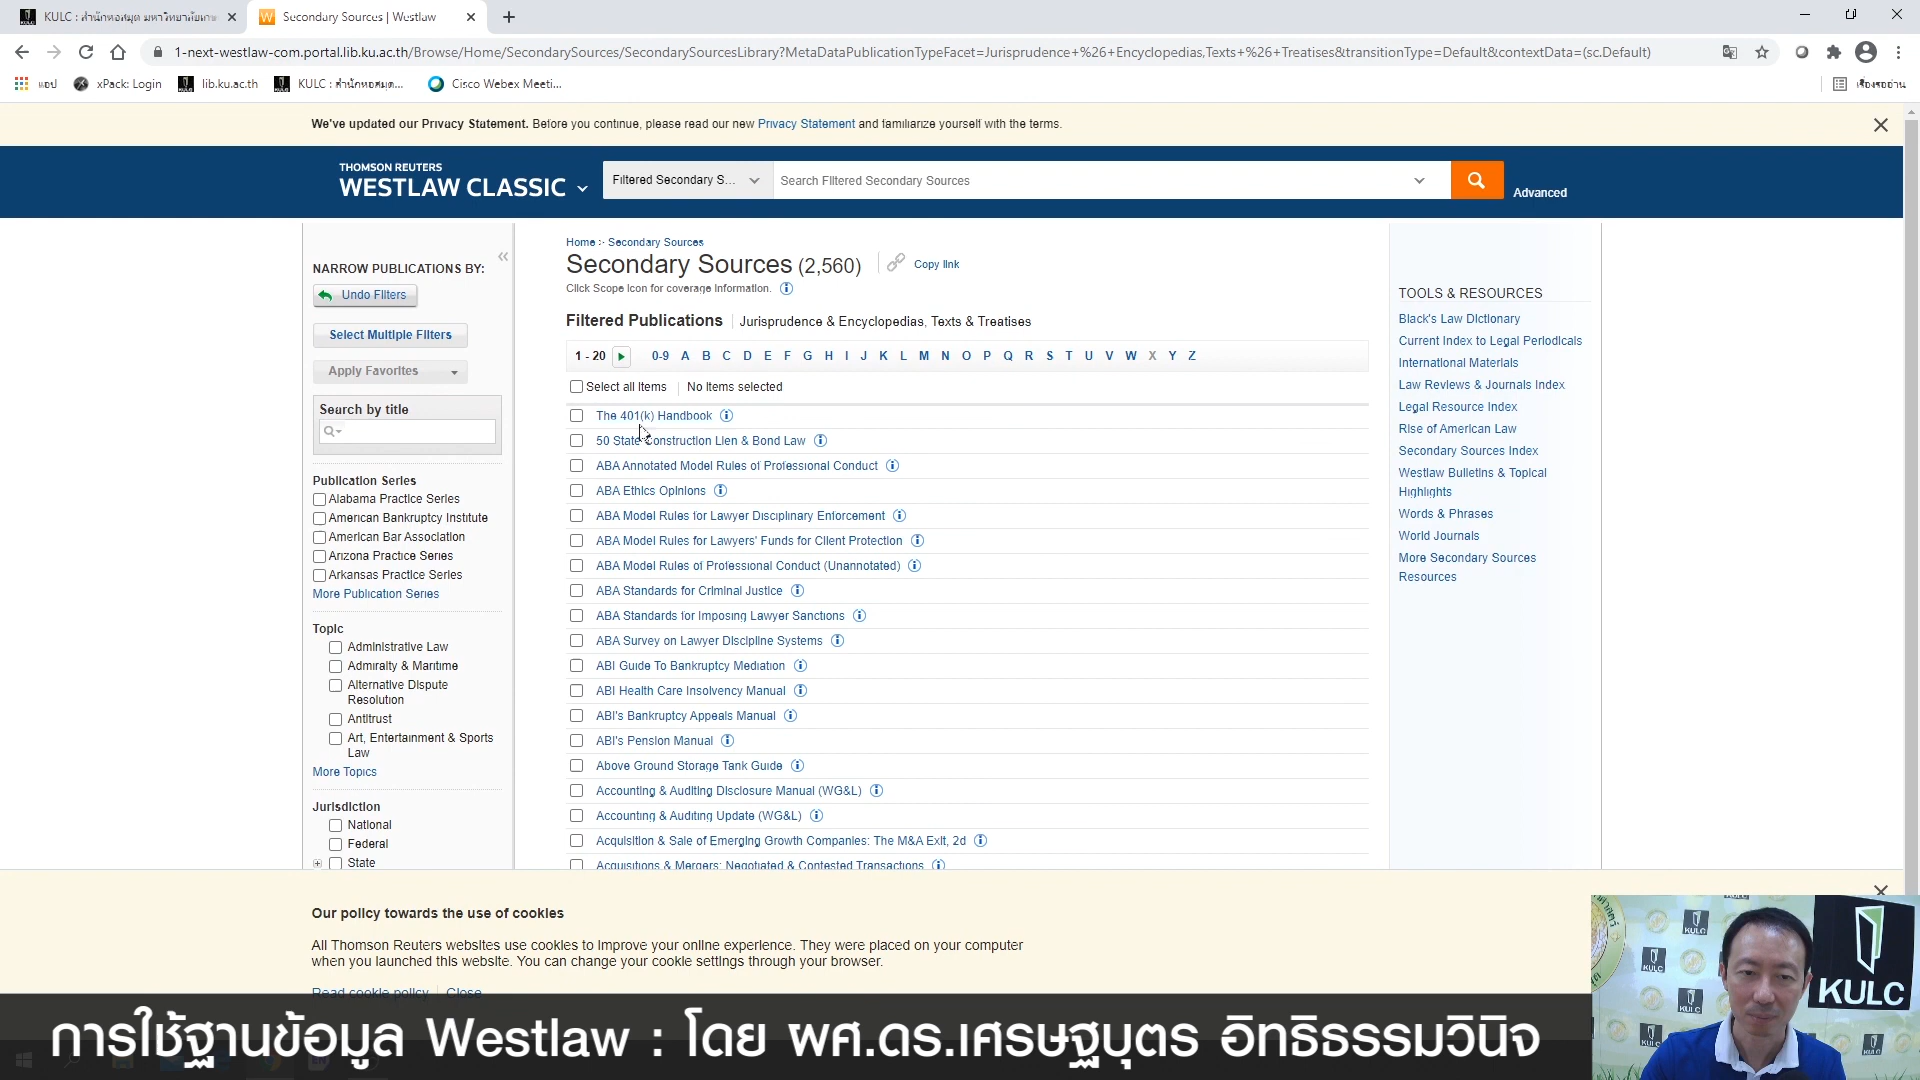 KULC : สำนักหอสมุด มหาวิทยาลัยเกษ
Secondary Sources | Westlaw
1-next-westlaw-com.portal.lib.ku.ac.th/Browse/Home/SecondarySources/SecondarySourcesLibrary?MetaDataPublicationTypeFacet=Jurisprudence+%26+Encyclopedias,Texts+%26+Treatises&transitionType=Default&contextData=(sc.Default)
แอป
xPack: Login
lib.ku.ac.th
KULC : สำนักหอสมุด...
Cisco Webex Meeti...
We've updated our Privacy Statement. Before you continue, please read our new Privacy Statement and familiarize yourself with the terms.
THOMSON REUTERS
WESTLAW CLASSIC
Filtered Secondary S...
Search Filtered Secondary Sources
Advanced
NARROW PUBLICATIONS BY:
Undo Filters
Select Multiple Filters
Apply Favorites
Search by title
Publication Series
Alabama Practice Series
American Bankruptcy Institute
American Bar Association
Arizona Practice Series
Arkansas Practice Series
More Publication Series
Topic
Administrative Law
Admiralty & Maritime
Alternative Dispute
Resolution
Antitrust
Art, Entertainment & Sports
Law
More Topics
Jurisdiction
National
Federal
State
Home > Secondary Sources
Secondary Sources (2,560)
Copy link
Click Scope icon for coverage information.
Filtered Publications
Jurisprudence & Encyclopedias, Texts & Treatises
1 - 20 0-9 A B C D E F G H I J K L M N O P Q R S T U V W X Y Z
Select all items
No items selected
The 401(k) Handbook
50 State Construction Lien & Bond Law
ABA Annotated Model Rules of Professional Conduct
ABA Ethics Opinions
ABA Model Rules for Lawyer Disciplinary Enforcement
ABA Model Rules for Lawyers' Funds for Client Protection
ABA Model Rules of Professional Conduct (Unannotated)
ABA Standards for Criminal Justice
ABA Standards for Imposing Lawyer Sanctions
ABA Survey on Lawyer Discipline Systems
ABI Guide To Bankruptcy Mediation
ABI Health Care Insolvency Manual
ABI's Bankruptcy Appeals Manual
ABI's Pension Manual
Above Ground Storage Tank Guide
Accounting & Auditing Disclosure Manual (WG&L)
Accounting & Auditing Update (WG&L)
Acquisition & Sale of Emerging Growth Companies: The M&A Exit, 2d
Acquisitions & Mergers: Negotiated & Contested Transactions
TOOLS & RESOURCES
Black's Law Dictionary
Current Index to Legal Periodicals
International Materials
Law Reviews & Journals Index
Legal Resource Index
Rise of American Law
Secondary Sources Index
Westlaw Bulletins & Topical
Highlights
Words & Phrases
World Journals
More Secondary Sources
Resources
Our policy towards the use of cookies
All Thomson Reuters websites use cookies to improve your online experience. They were placed on your computer
when you launched this website. You can change your cookie settings through your browser.
Read cookie policy
Close
KULC
KULC
KULC
KULC
การใช้ฐานข้อมูล Westlaw : โดย ผศ.ดร.เศรษฐบุตร อิทธิธรรมวินิจ